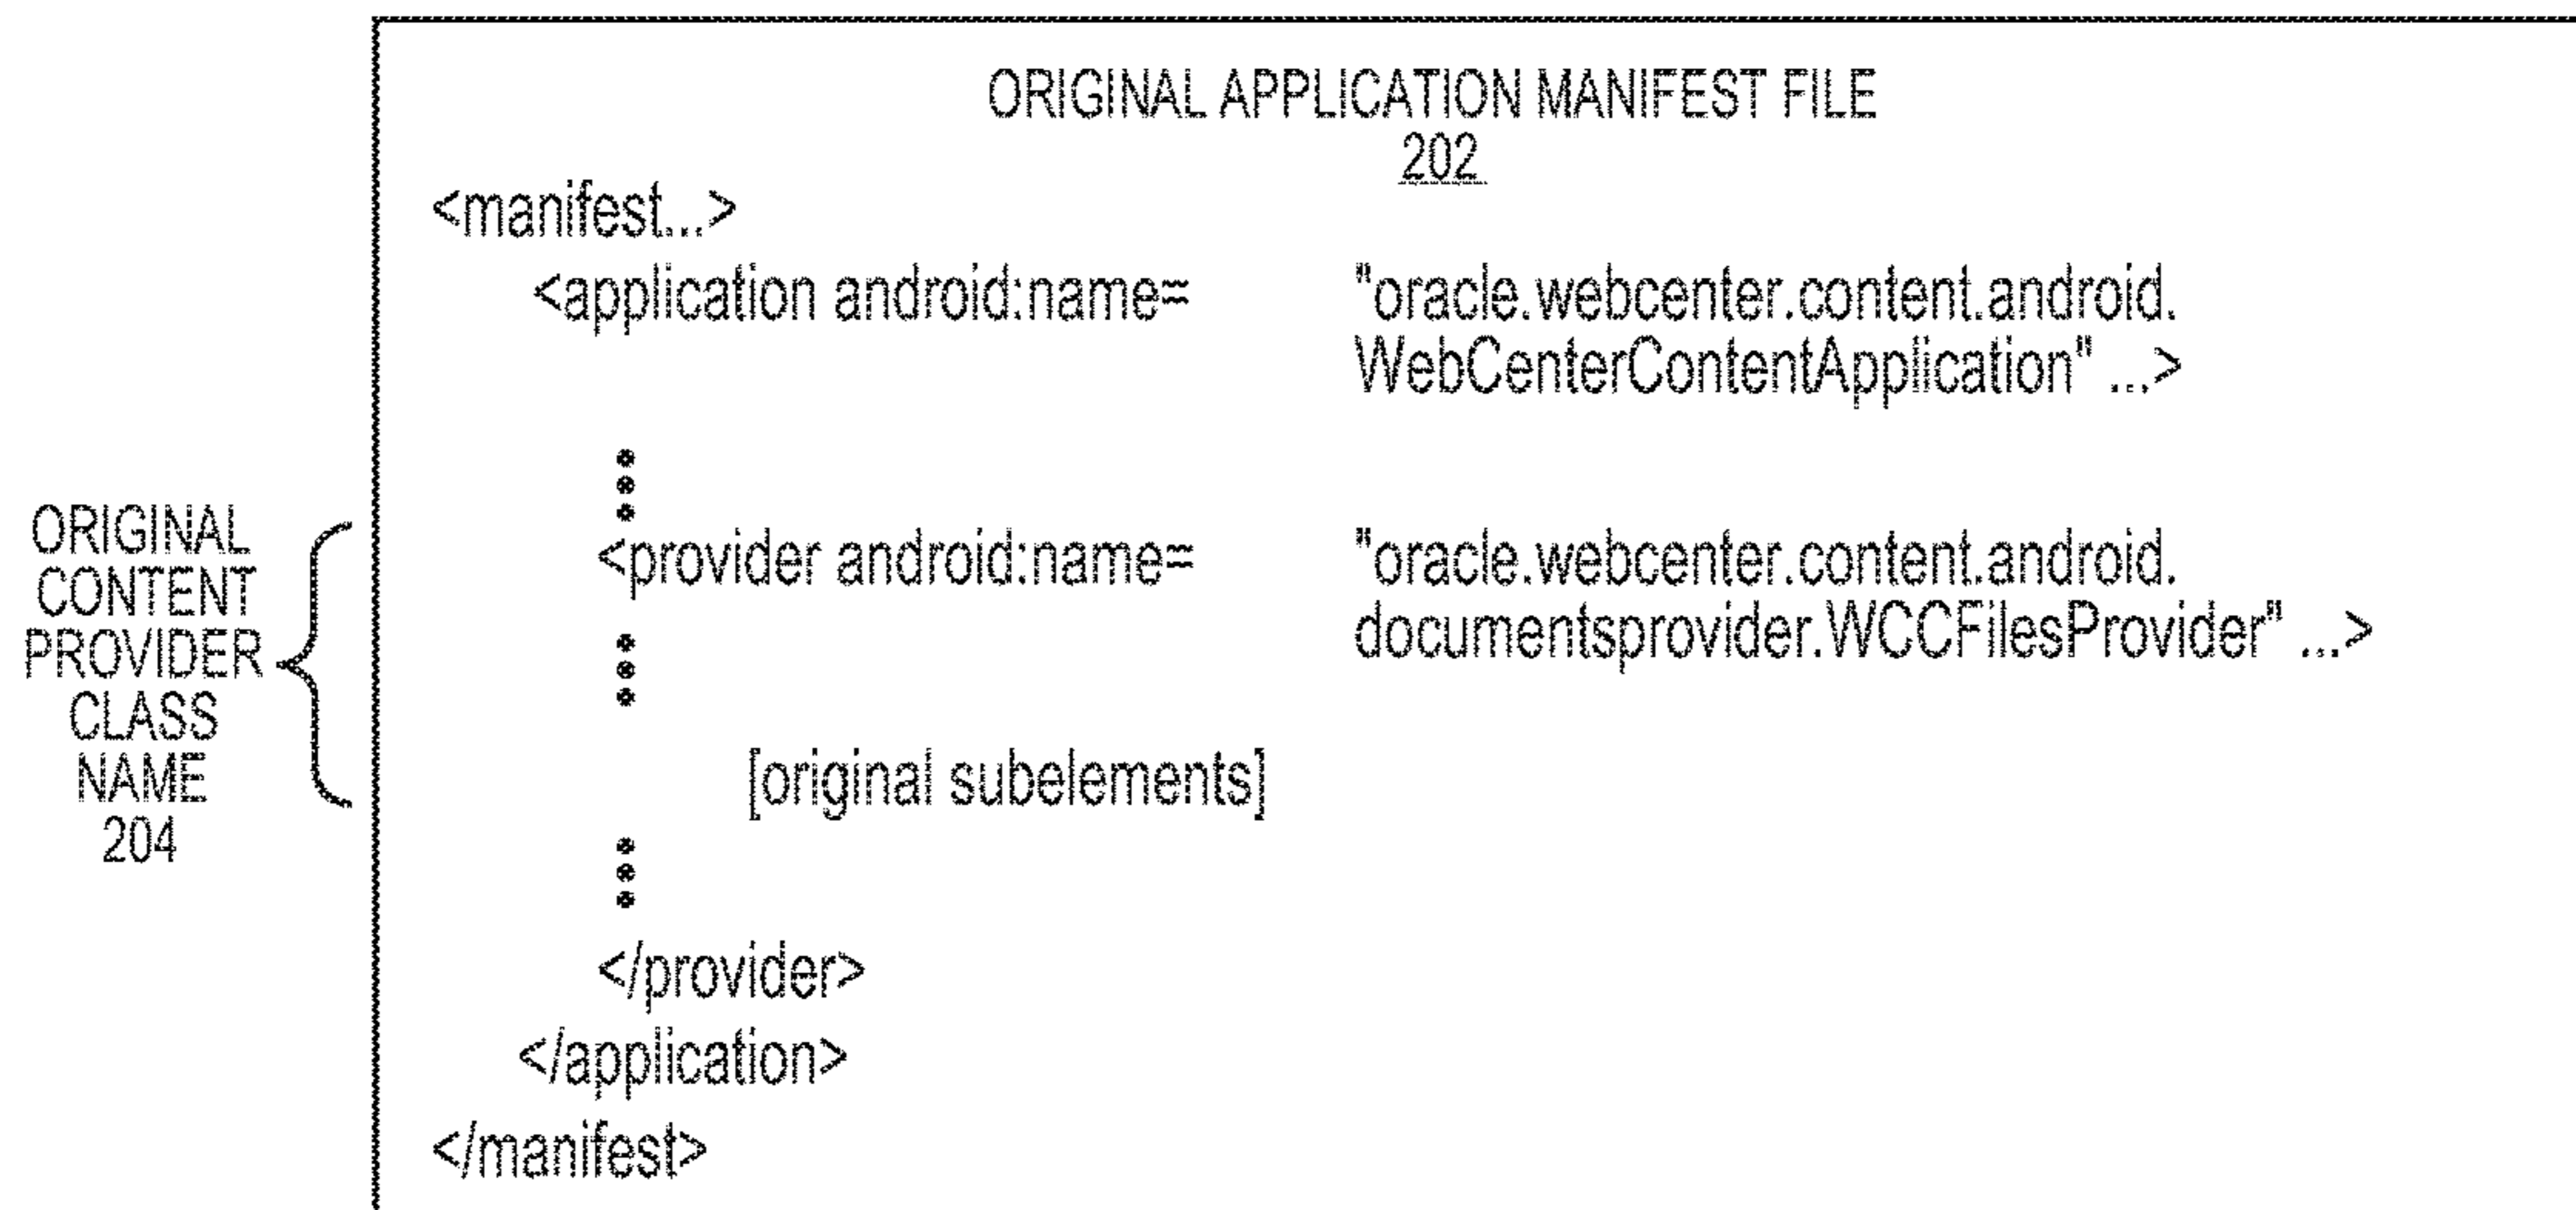 ORIGINAL APPLICATION MANIFEST FILE
202
<manifest...>
<application android:name= "oracle.webcenter.content.android.
WebCenterContentApplication" ...>
<provider android:name= "oracle.webcenter.content.android.
documentsprovider.WCCFilesProvider" ...>
[original subelements]
</provider>
</application>
</manifest>
ORIGINAL
CONTENT
PROVIDER
CLASS
NAME
204